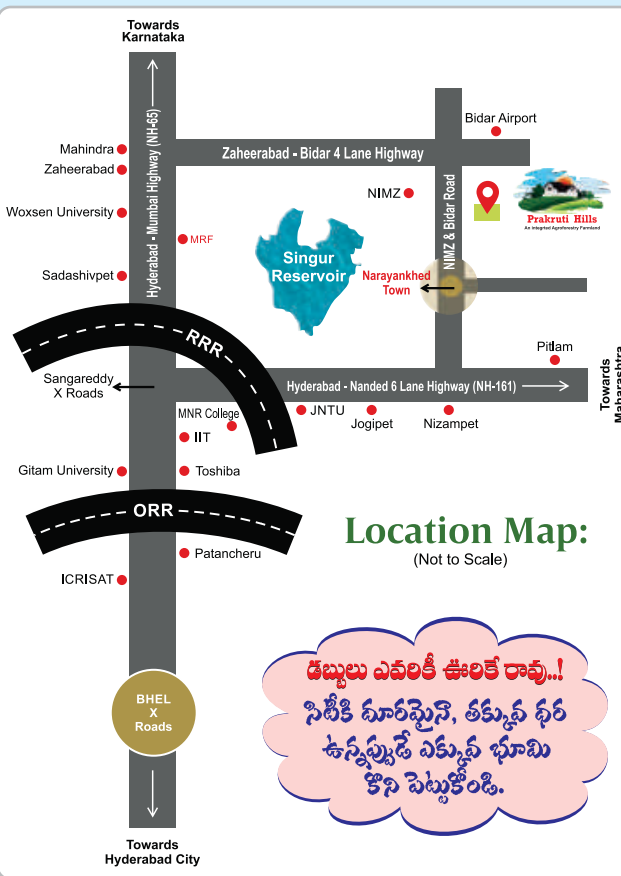 Towards
Karnataka
Hyderabad - Mumbai Highway (NH-65)
Bidar Airport
Mahindra
Zaheerabad
Zaheerabad - Bidar 4 Lane Highway
NIMZ
NIMZ & Bidar Road
Prakruti Hills
An Integrated Agroforestry Farmland
Woxsen University
MRF
Singur
Reservoir
Narayankhed
Town
Sadashivpet
RRR
Pitlam
Sangareddy
X Roads
Hyderabad - Nanded 6 Lane Highway (NH-161)
Towards
Maharashtra
MNR College
JNTU
Jogipet
Nizampet
IIT
Gitam University
Toshiba
ORR
Location Map:
(Not to Scale)
Patancheru
ICRISAT
డబ్బులు ఎవరికీ ఊరికే రావు..!
సిటీకి దూరమైనా, తక్కువ ధర
ఉన్నప్పుడే ఎక్కువ భూమి
కొని పెట్టుకోండి.
BHEL
X
Roads
Towards
Hyderabad City